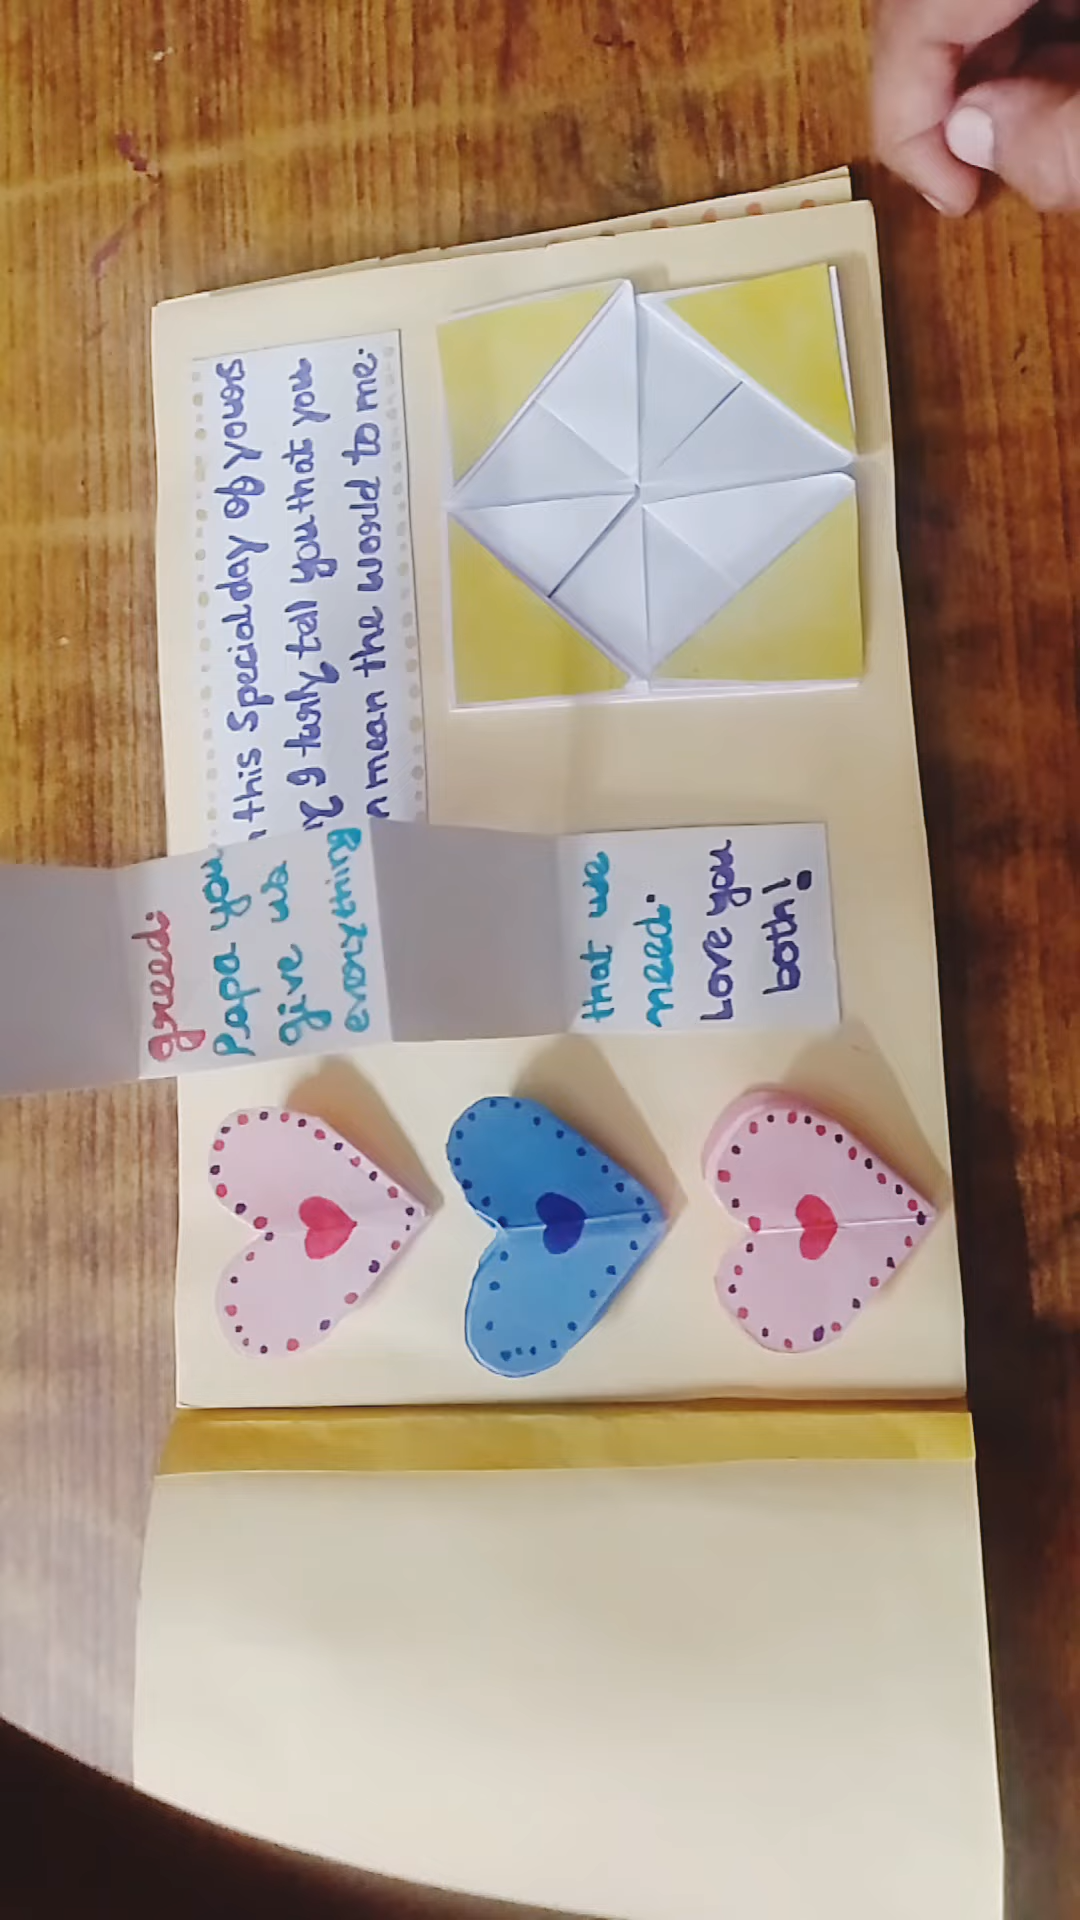 this Special day of yours
I turly tell you that you
mean the world to me.
greed.
Papa you
give us
everything
that we
need.
Love you
both!